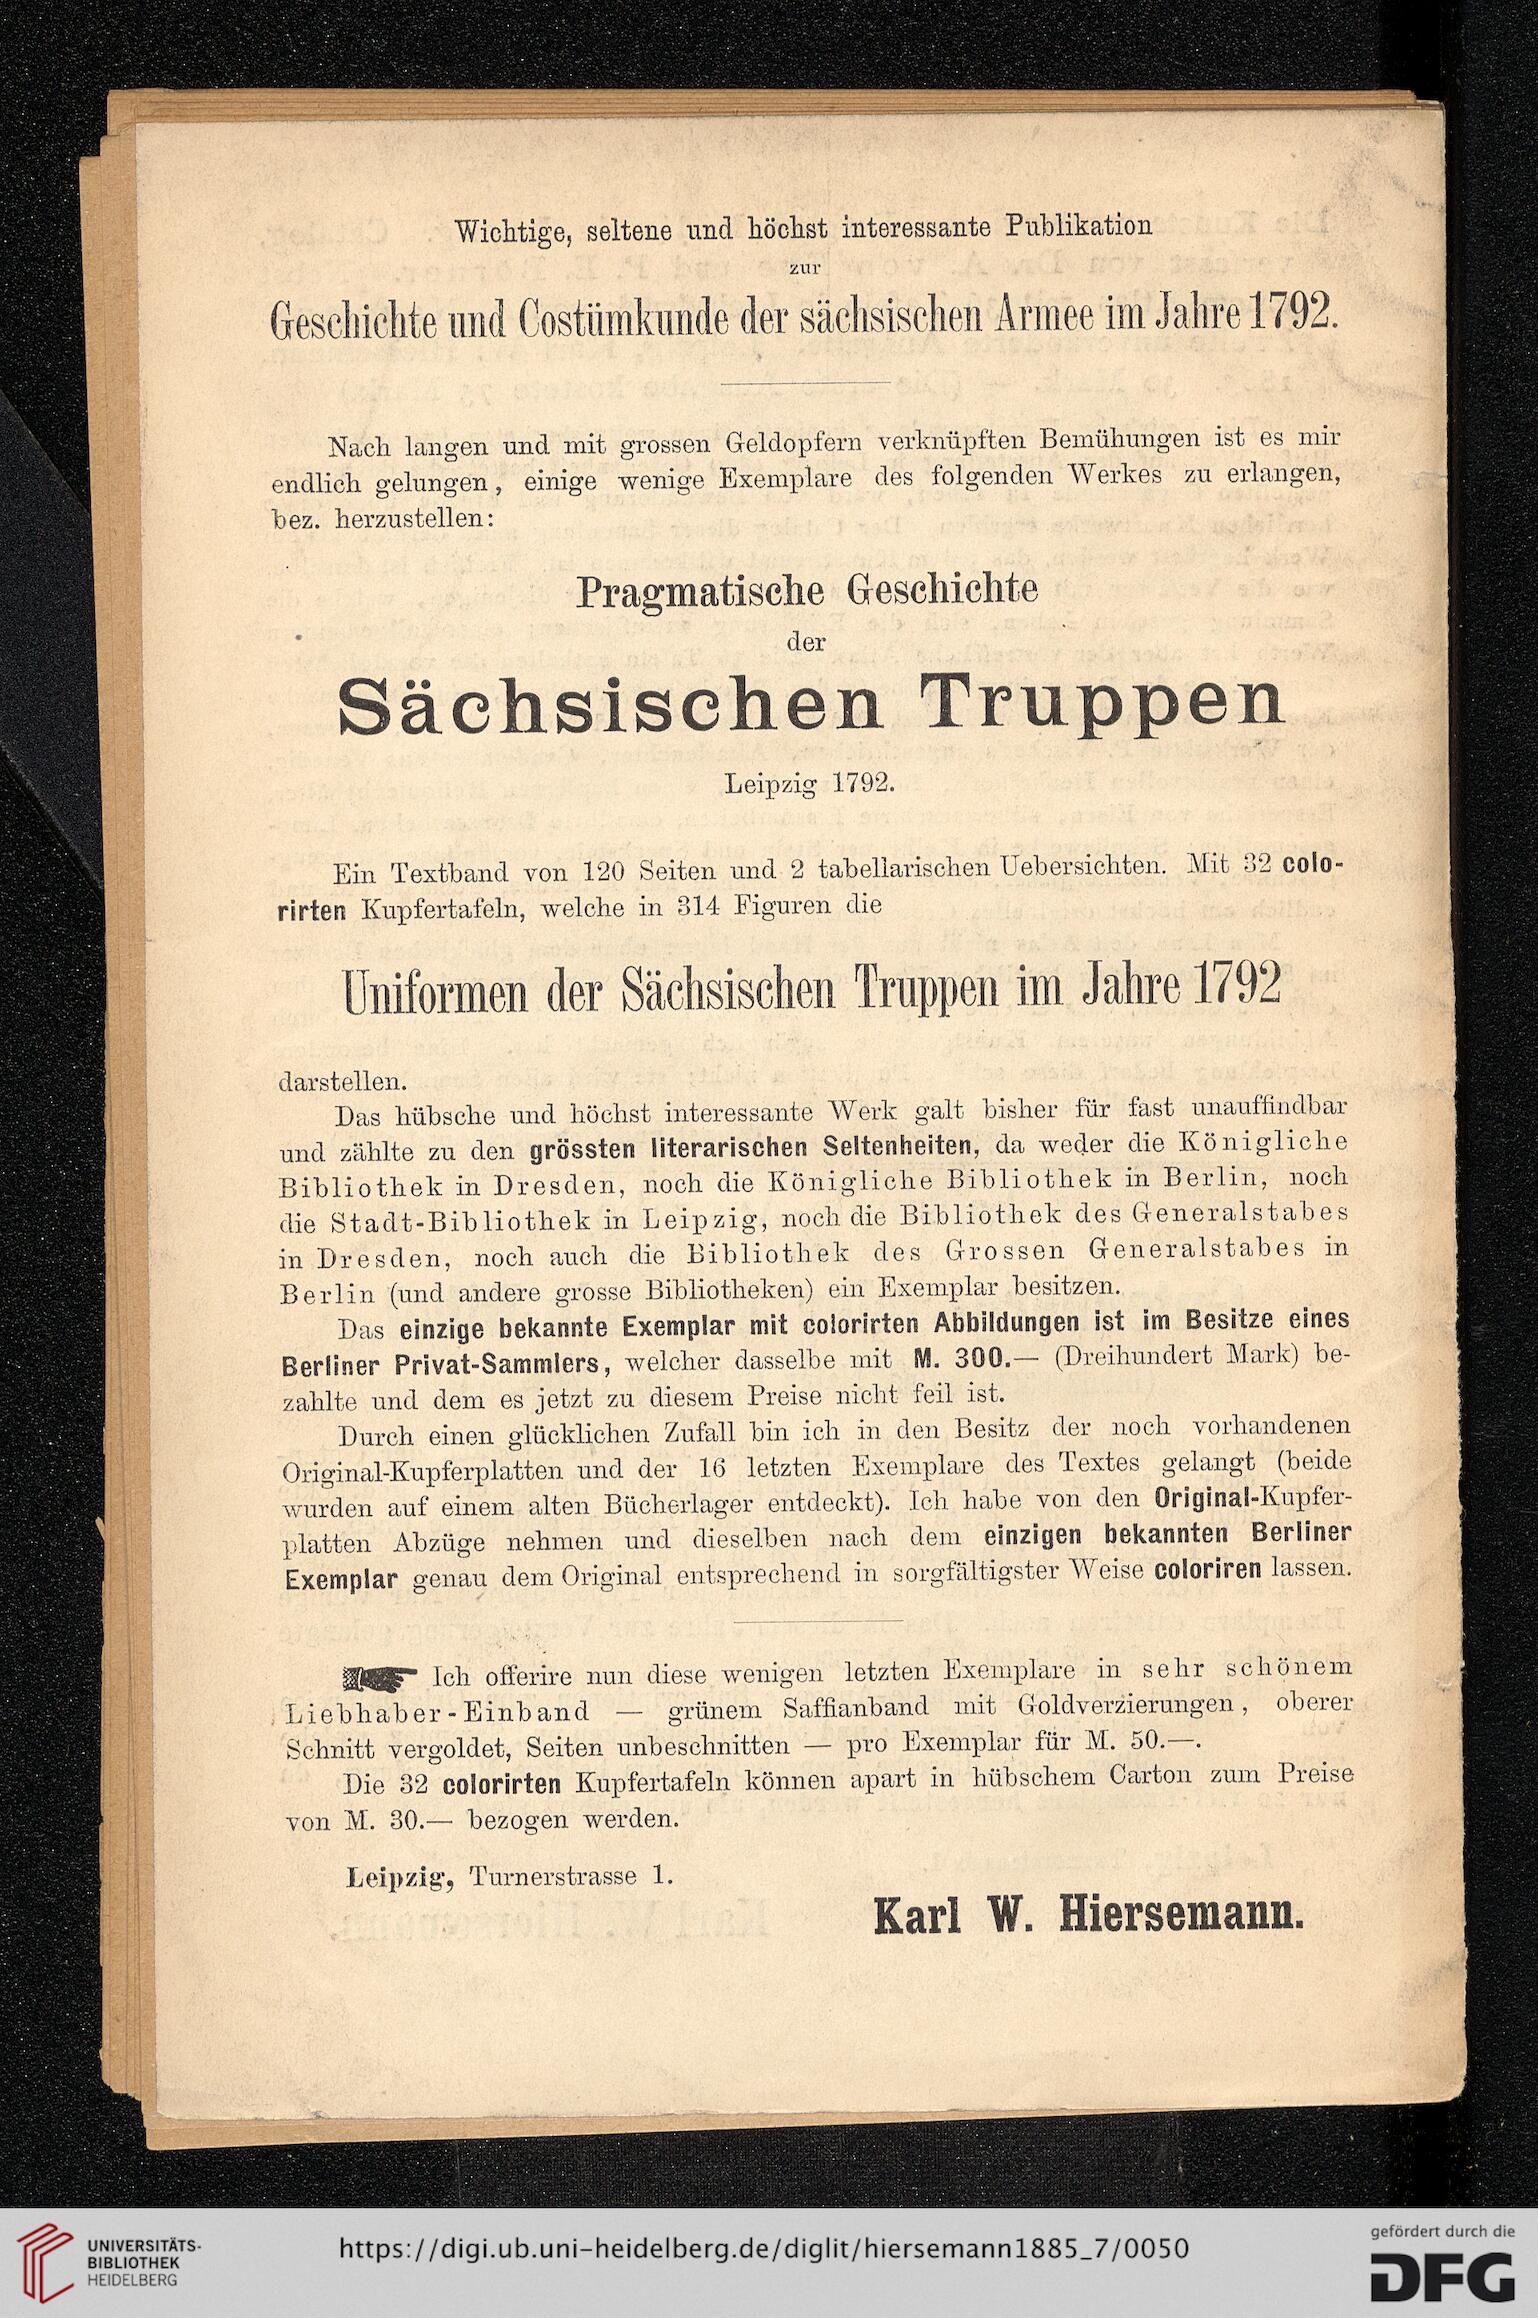 Wichtige, seltene und höchst interessante Publikation
zur
Geschichte und Costümkunde der sächsischen Armee im Jahre 1792.
Nach langen und mit grossen Geldopfern verknüpften Bemühungen ist es mir
endlich gelungen, einige wenige Exemplare des folgenden Werkes zu erlangen,
bez. herzustellen:
Pragmatische Geschichte
der
Sächsischen Truppen
Leipzig 1792.
Ein Textband von 120 Seiten und 2 tabellarischen Uebersichten. Mit 32 colo-
rirten Kupfertafeln, welche in 314 Figuren die
Uniformen der Sächsischen Truppen im Jahre 1792
darstellen.
Das hübsche und höchst interessante Werk galt bisher für fast unauffindbar
und zählte zu den grössten literarischen Seltenheiten, da weder die Königliche
Bibliothek in Dresden, noch die Königliche Bibliothek in Berlin, noch
die Stadt-Bibliothek in Leipzig, noch die Bibliothek des Generalstabes
in Dresden, noch auch die Bibliothek des Grossen Generalstabes in
Berlin (und andere grosse Bibliotheken) ein Exemplar besitzen.
Das einzige bekannte Exemplar mit colorirten Abbildungen ist im Besitze eines
Berliner Privat-Sammlers, welcher dasselbe mit M. 300.— (Dreihundert Mark) be-
zahlte und dem es jetzt zu diesem Preise nicht feil ist.
Durch einen glücklichen Zufall bin ich in den Besitz der noch vorhandenen
Original-Kupferplatten und der 16 letzten Exemplare des Textes gelangt (beide
wurden auf einem alten Bücherlager entdeckt). Ich habe von den Original-Kupfer-
platten Abzüge nehmen und dieselben nach dem einzigen bekannten Berliner
Exemplar genau dem Original entsprechend in sorgfältigster Weise coloriren lassen.
Ich offerire nun diese wenigen letzten Exemplare in sehr schönem
Liebhaber-Einband — grünem Saffianband mit Goldverzierungen, oberer
Schnitt vergoldet, Seiten unbeschnitten — pro Exemplar für M. 50.—.
Die 32 colorirten Kupfertafeln können apart in hübschem Carton zum Preise
von M. 30.— bezogen werden.
Leipzig, Turnerstrasse 1.
Karl W. Hiersemann.
UNIVERSITÄTS-
BIBLIOTHEK
HEIDELBERG
https://digi.ub.uni-heidelberg.de/diglit/hiersemann1885_7/0050
gefördert durch die
DFG